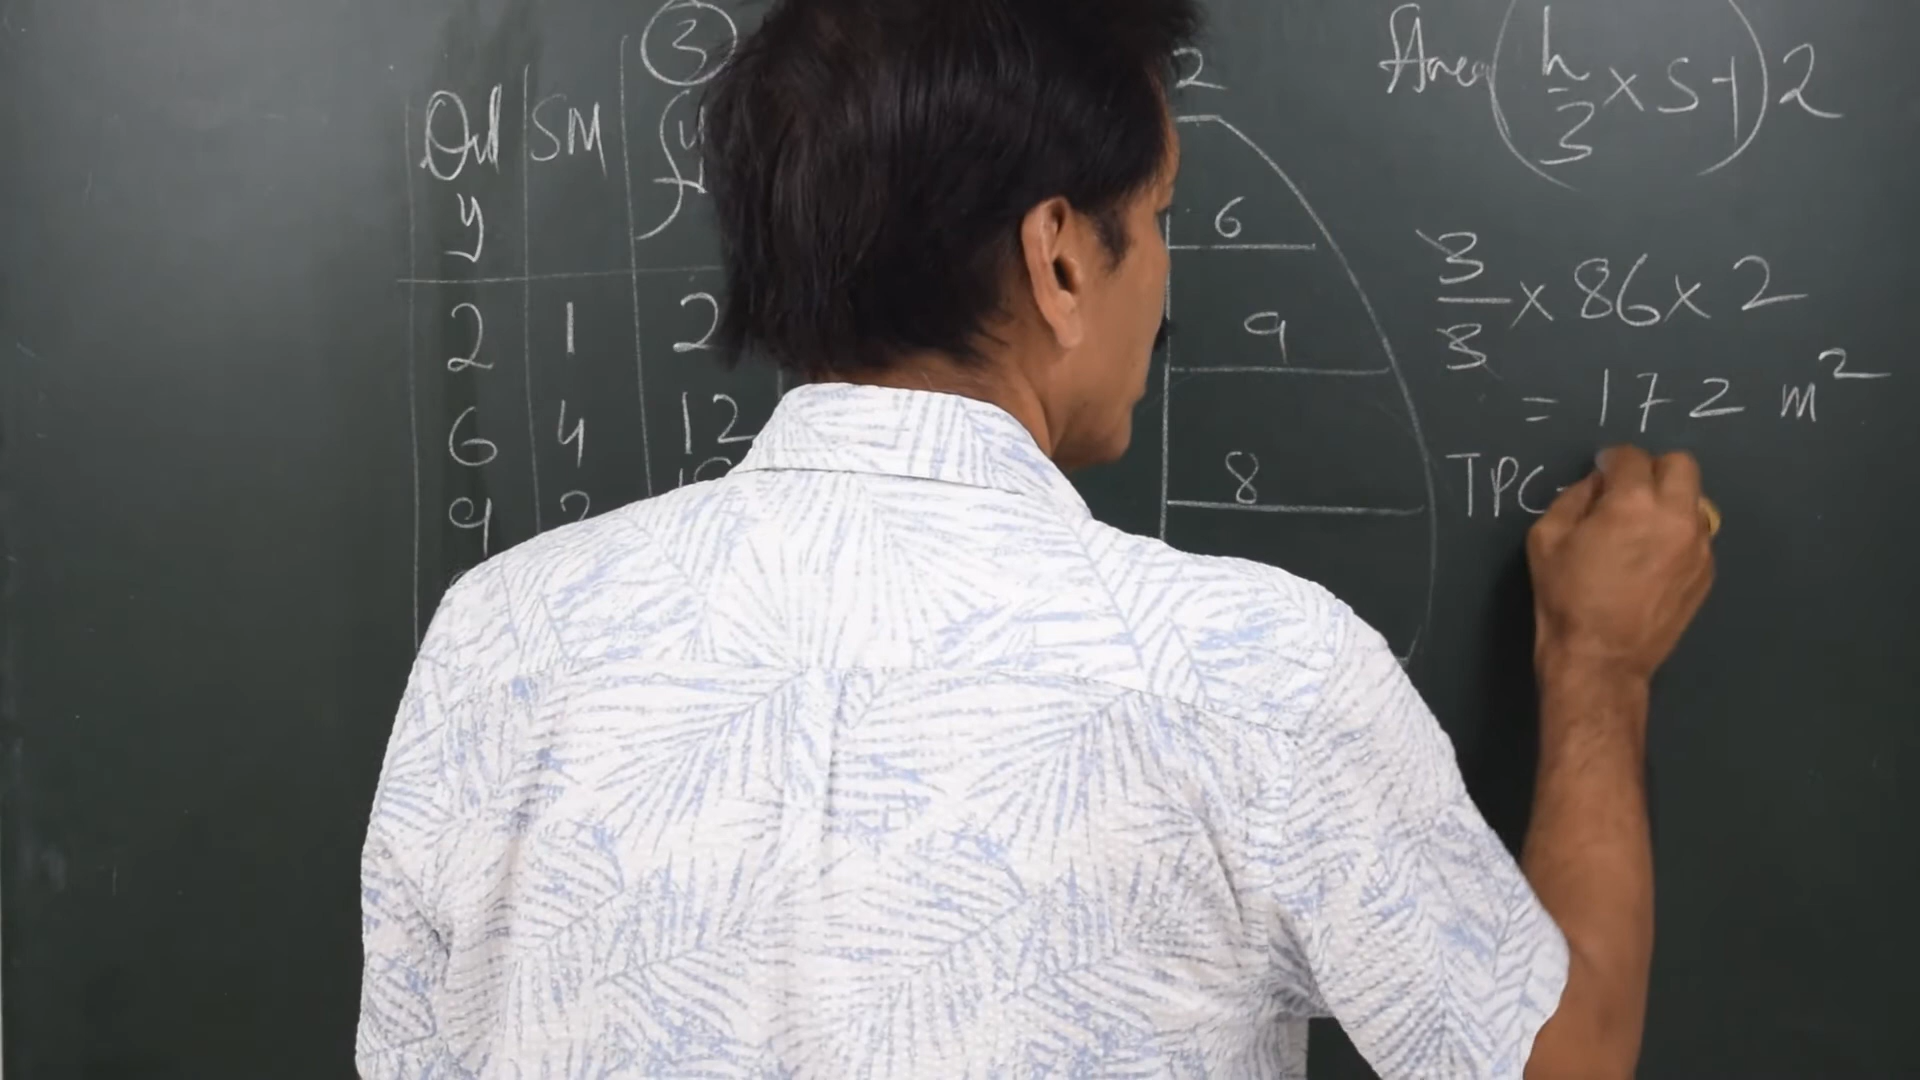 3
Ord SM
y
2 1 2
6 4 12
9 2
2
6
9
8
Area (h/3 × S1) 2
3/3 × 86 × 2
= 172 m²
TPC